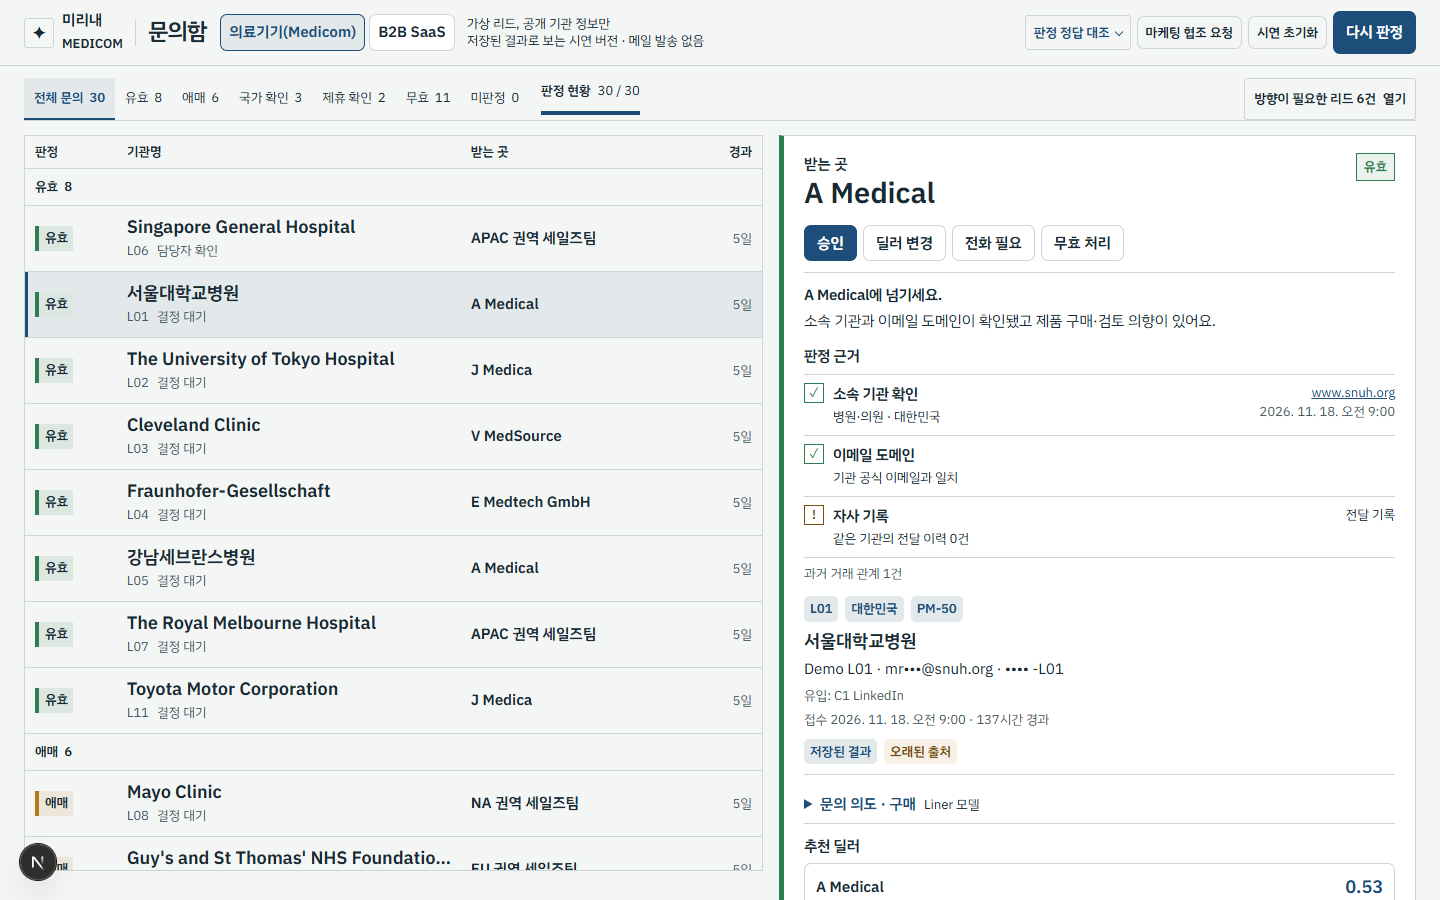 미리내
MEDICOM
문의함
의료기기(Medicom)
B2B SaaS
가상 리드, 공개 기관 정보만
저장된 결과로 보는 시연 버전 · 메일 발송 없음
판정 정답 대조
마케팅 협조 요청
시연 초기화
다시 판정
전체 문의 30
유효 8
애매 6
국가 확인 3
제휴 확인 2
무효 11
미판정 0
판정 현황 30 / 30
방향이 필요한 리드 6건 열기
판정 기관명 받는 곳 경과
유효 8
유효 Singapore General Hospital APAC 권역 세일즈팀 5일
L06 담당자 확인
유효 서울대학교병원 A Medical 5일
L01 결정 대기
유효 The University of Tokyo Hospital J Medica 5일
L02 결정 대기
유효 Cleveland Clinic V MedSource 5일
L03 결정 대기
유효 Fraunhofer-Gesellschaft E Medtech GmbH 5일
L04 결정 대기
유효 강남세브란스병원 A Medical 5일
L05 결정 대기
유효 The Royal Melbourne Hospital APAC 권역 세일즈팀 5일
L07 결정 대기
유효 Toyota Motor Corporation J Medica 5일
L11 결정 대기
애매 6
애매 Mayo Clinic NA 권역 세일즈팀 5일
L08 결정 대기
Guy's and St Thomas' NHS Foundatio... EU 권역 세일즈팀 5일
N
받는 곳
A Medical
유효
승인
딜러 변경
전화 필요
무효 처리
A Medical에 넘기세요.
소속 기관과 이메일 도메인이 확인됐고 제품 구매·검토 의향이 있어요.
판정 근거
✓ 소속 기관 확인 www.snuh.org
병원·의원 · 대한민국 2026. 11. 18. 오전 9:00
✓ 이메일 도메인
기관 공식 이메일과 일치
! 자사 기록 전달 기록
같은 기관의 전달 이력 0건
과거 거래 관계 1건
L01 대한민국 PM-50
서울대학교병원
Demo L01 · mr•••@snuh.org · •••• -L01
유입: C1 LinkedIn
접수 2026. 11. 18. 오전 9:00 · 137시간 경과
저장된 결과 오래된 출처
문의 의도 · 구매 Liner 모델
추천 딜러
A Medical 0.53